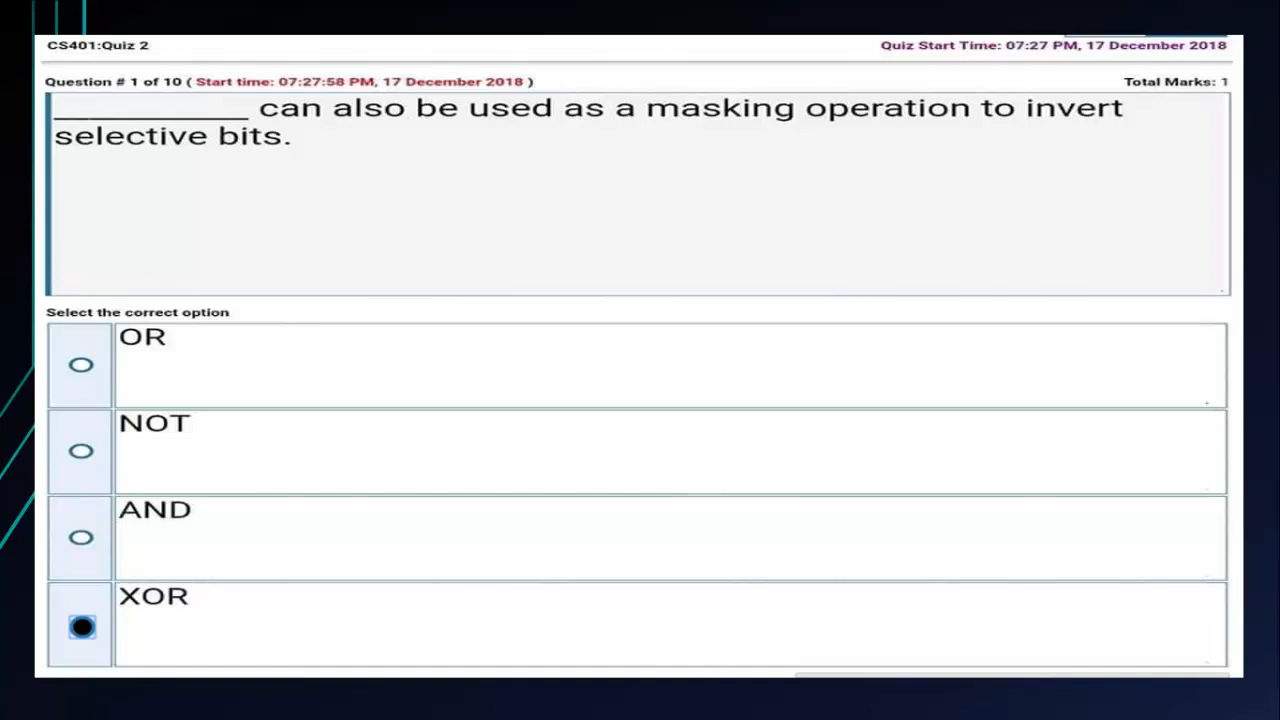 CS401:Quiz 2
Quiz Start Time: 07:27 PM, 17 December 2018
Question # 1 of 10 ( Start time: 07:27:58 PM, 17 December 2018 )
Total Marks: 1
__________ can also be used as a masking operation to invert
selective bits.
Select the correct option
OR
NOT
AND
XOR